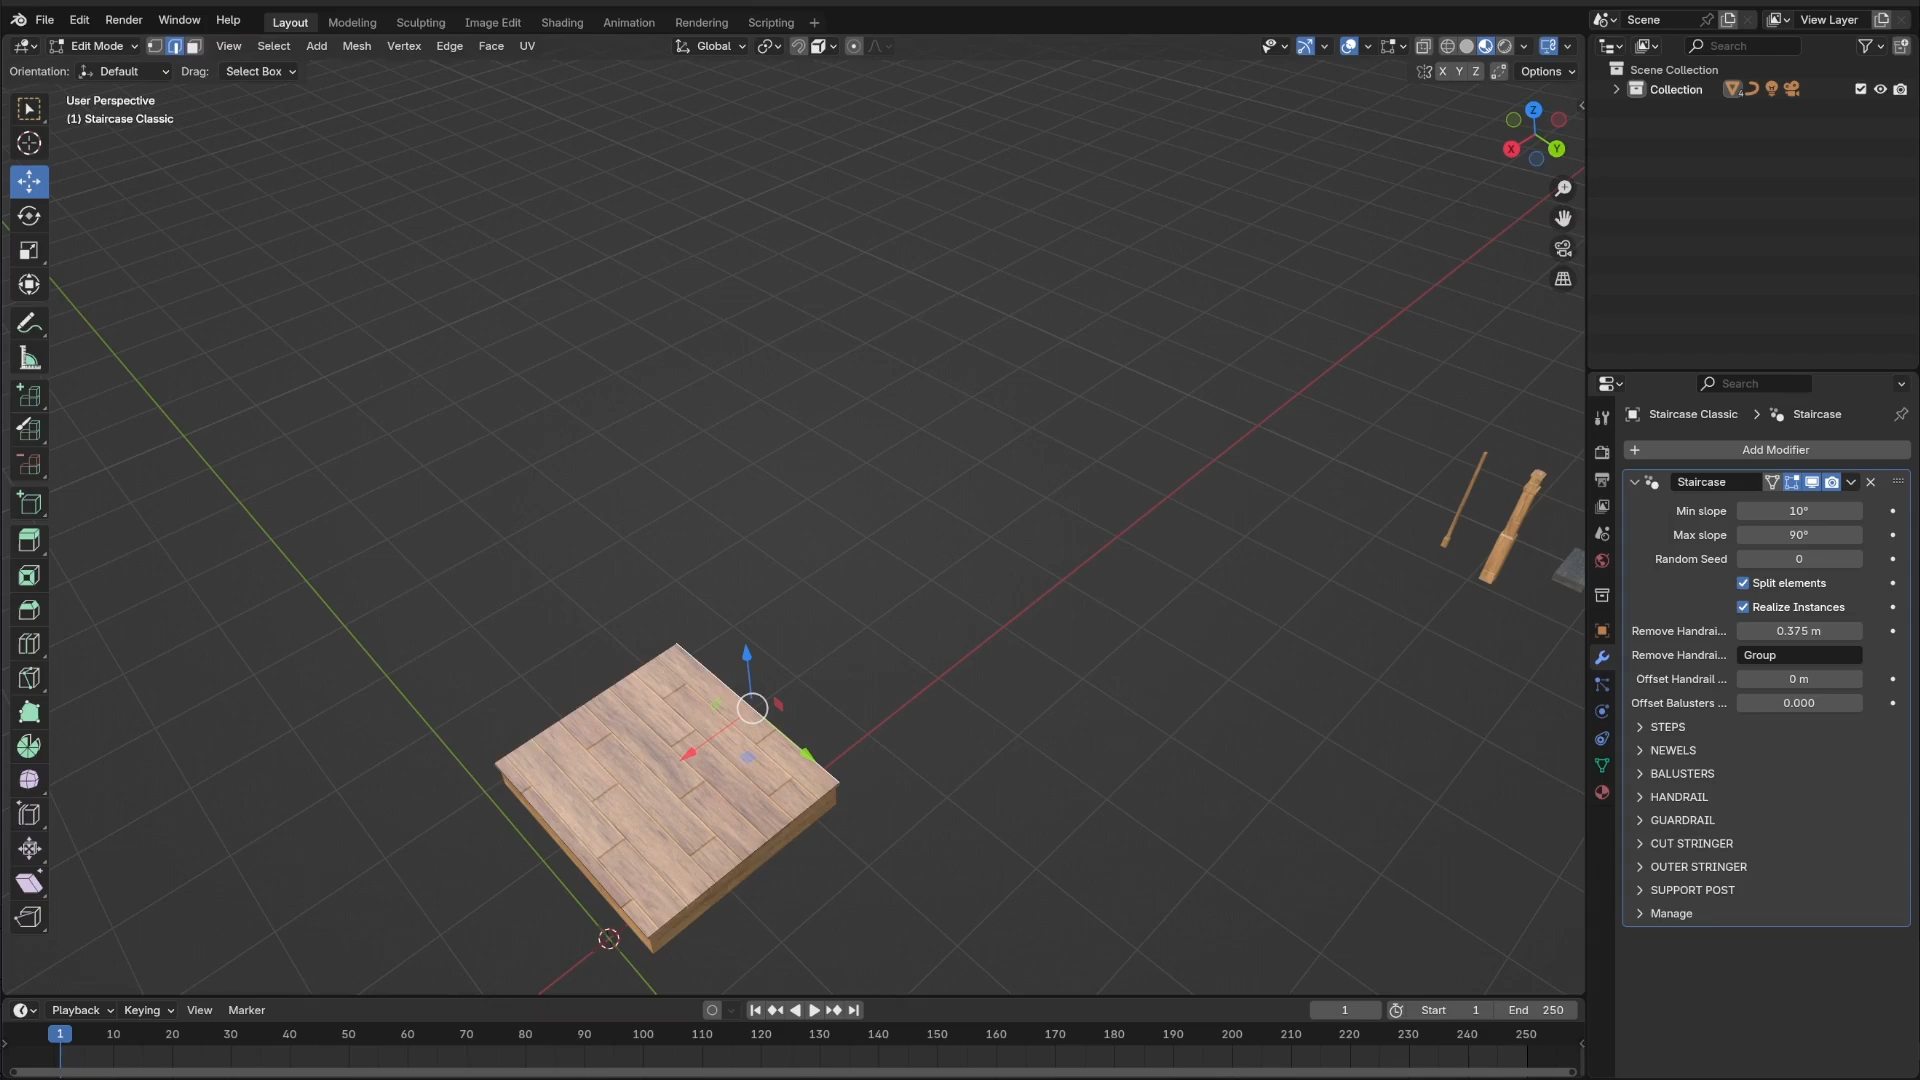 File Edit Render Window Help Layout Modeling Sculpting Image Edit Shading Animation Rendering Scripting + Scene View Layer
Edit Mode View Select Add Mesh Vertex Edge Face UV Global Search
Orientation: Default Drag: Select Box X Y Z Options
Scene Collection
Collection
User Perspective
(1) Staircase Classic
Z
X
Y
Search
Staircase Classic > Staircase
+ Add Modifier
Staircase
Min slope 10°
Max slope 90°
Random Seed 0
Split elements
Realize Instances
Remove Handrai... 0.375 m
Remove Handrai... Group
Offset Handrail ... 0 m
Offset Balusters ... 0.000
STEPS
NEWELS
BALUSTERS
HANDRAIL
GUARDRAIL
CUT STRINGER
OUTER STRINGER
SUPPORT POST
Manage
Playback Keying View Marker 1 Start 1 End 250
1 10 20 30 40 50 60 70 80 90 100 110 120 130 140 150 160 170 180 190 200 210 220 230 240 250